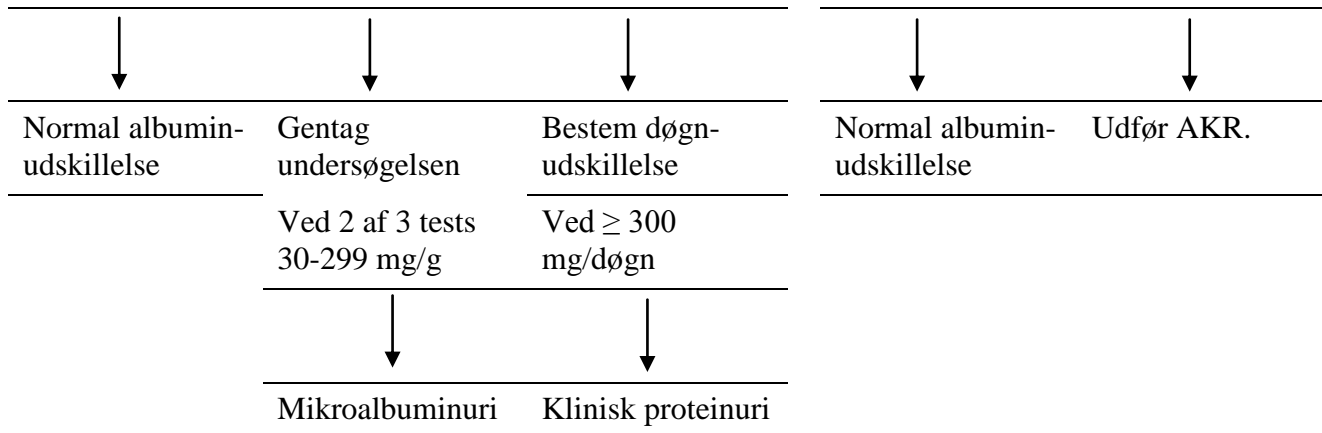 Normal albumin-
udskillelse
Gentag
undersøgelsen
Ved 2 af 3 tests
30-299 mg/g
Bestem døgn-
udskillelse
Ved ≥ 300
mg/døgn
Normal albumin-
udskillelse
Udfør AKR.
Mikroalbuminuri
Klinisk proteinuri